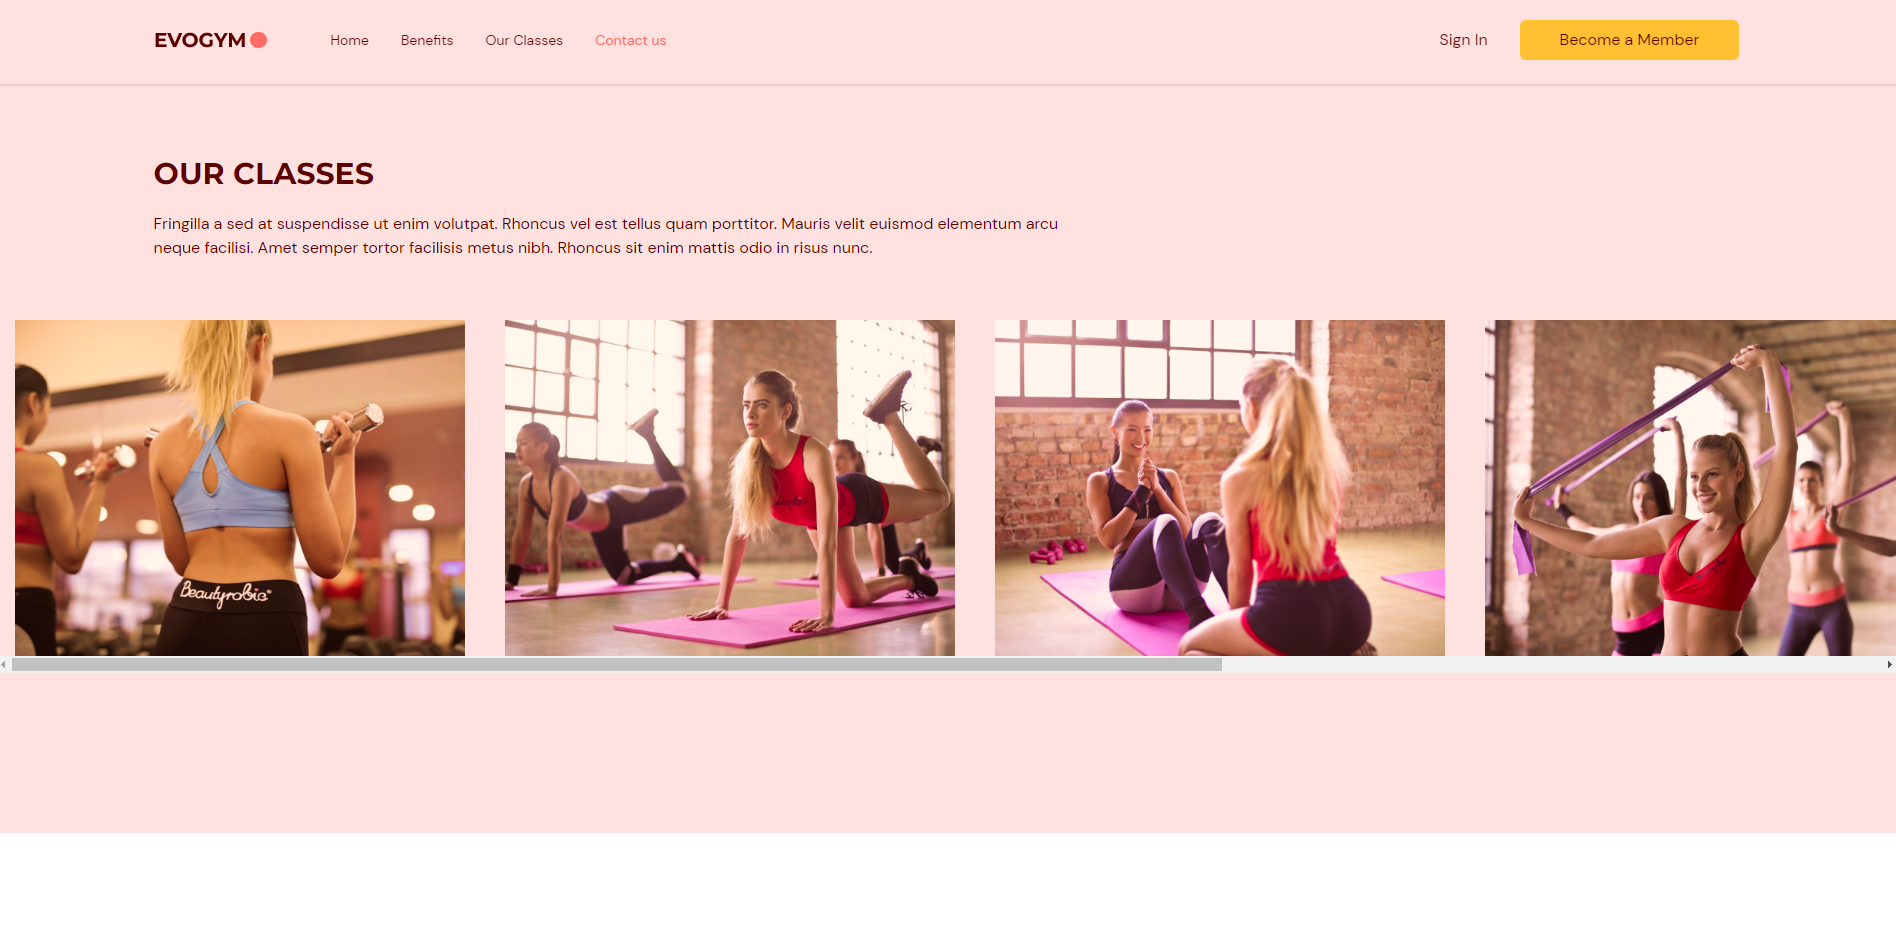 EVOGYM
Home Benefits Our Classes Contact us
Sign In Become a Member
OUR CLASSES
Fringilla a sed at suspendisse ut enim volutpat. Rhoncus vel est tellus quam porttitor. Mauris velit euismod elementum arcu
neque facilisi. Amet semper tortor facilisis metus nibh. Rhoncus sit enim mattis odio in risus nunc.
Beautyrobic®